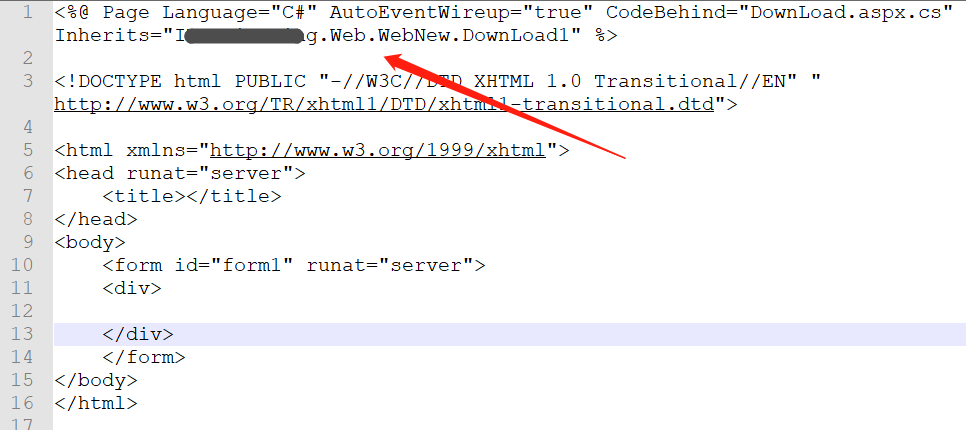 1 <%@ Page Language="C#" AutoEventWireup="true" CodeBehind="DownLoad.aspx.cs"
Inherits="I g.Web.WebNew.DownLoad1" %>
2
3 <!DOCTYPE html PUBLIC "-//W3C//DTD XHTML 1.0 Transitional//EN" "
http://www.w3.org/TR/xhtml1/DTD/xhtml1-transitional.dtd">
4
5 <html xmlns="http://www.w3.org/1999/xhtml">
6 <head runat="server">
7     <title></title>
8 </head>
9 <body>
10     <form id="form1" runat="server">
11     <div>
12
13     </div>
14     </form>
15 </body>
16 </html>
17